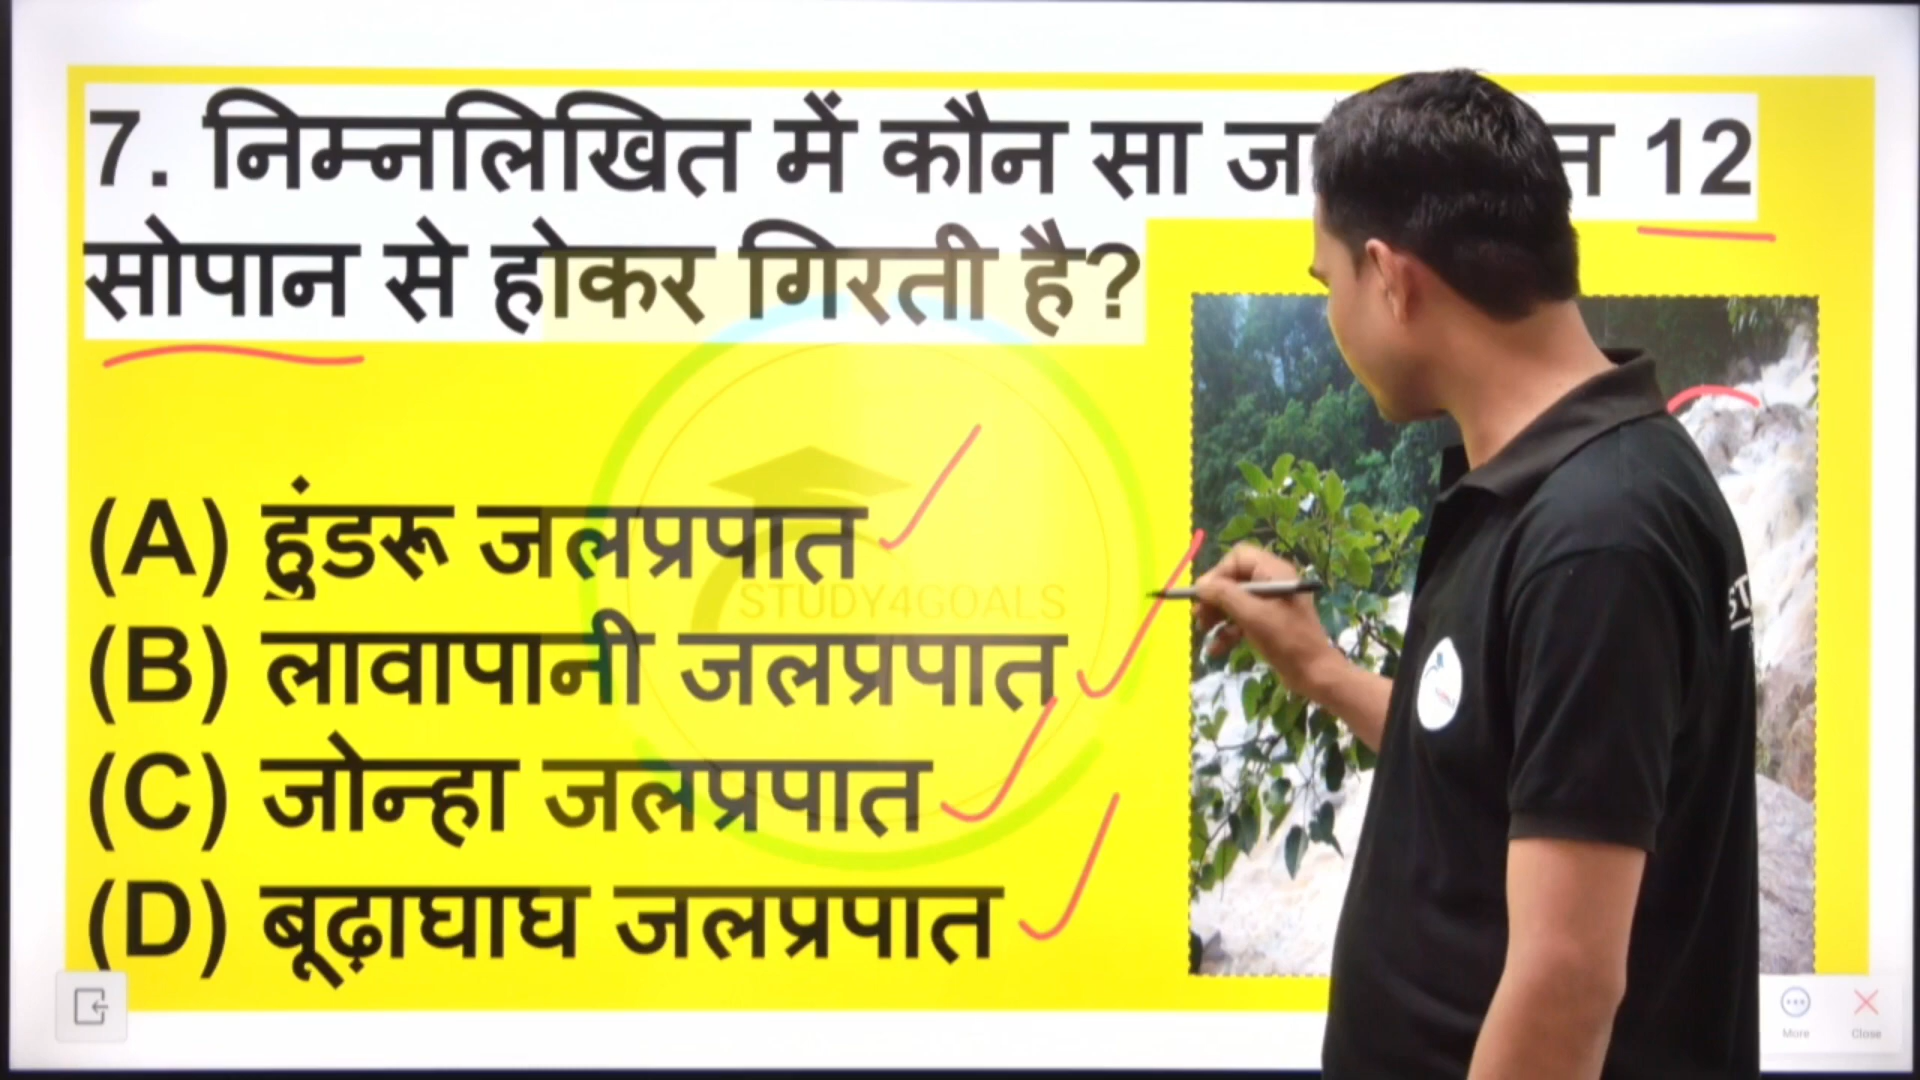 7. निम्नलिखित में कौन सा 12
सोपान से होकर गिरती है?
(A) हुंडरू जलप्रपात
STUDY4GOALS
(B) लावापानी जलप्रपात
(C) जोन्हा जलप्रपात
(D) बूढ़ाघाघ जलप्रपात
More
Close